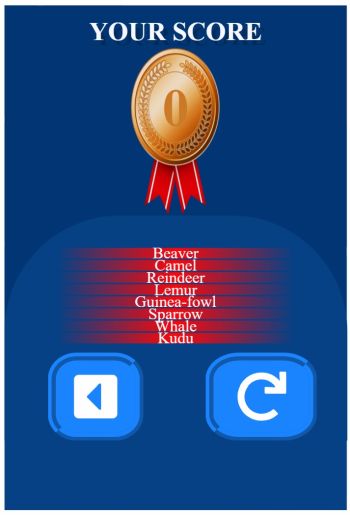 YOUR SCORE
0
Beaver
Camel
Reindeer
Lemur
Guinea-fowl
Sparrow
Whale
Kudu